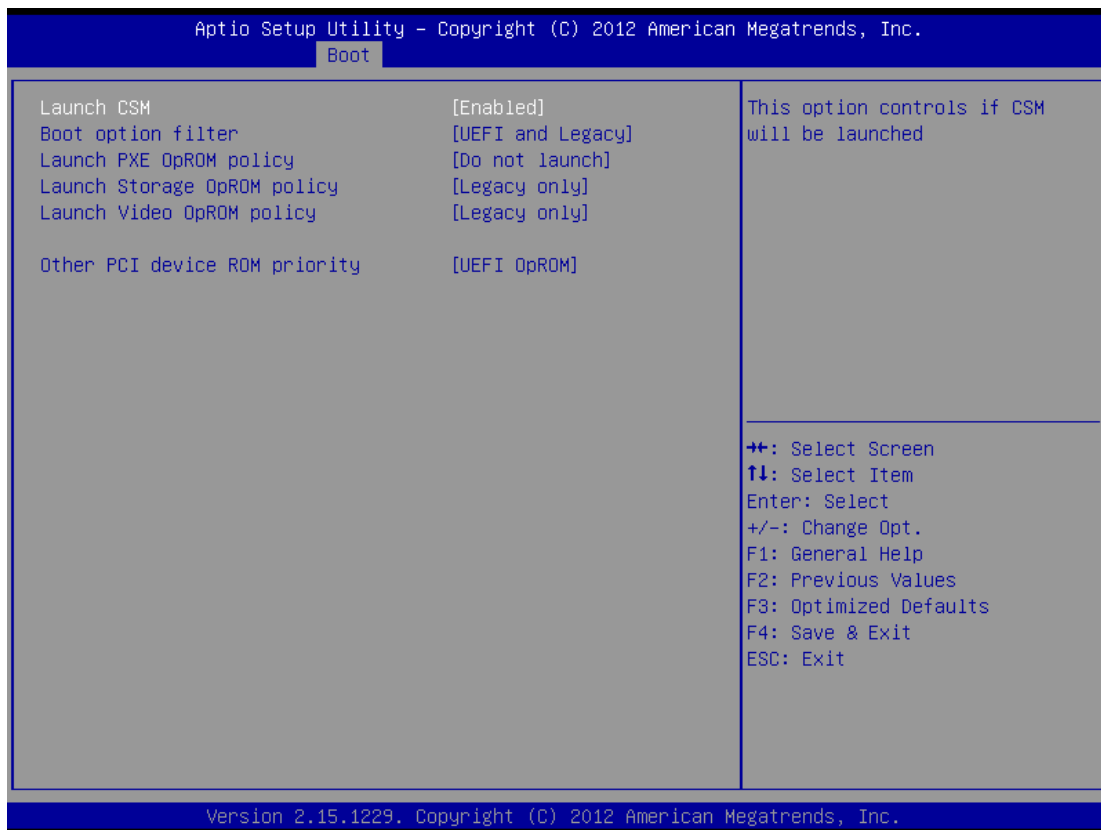 Aptio Setup Utility – Copyright (C) 2012 American Megatrends, Inc.
Boot
Launch CSM [Enabled]
Boot option filter [UEFI and Legacy]
Launch PXE OpROM policy [Do not launch]
Launch Storage OpROM policy [Legacy only]
Launch Video OpROM policy [Legacy only]
Other PCI device ROM priority [UEFI OpROM]
This option controls if CSM
will be launched
→←: Select Screen
↑↓: Select Item
Enter: Select
+/-: Change Opt.
F1: General Help
F2: Previous Values
F3: Optimized Defaults
F4: Save & Exit
ESC: Exit
Version 2.15.1229. Copyright (C) 2012 American Megatrends, Inc.